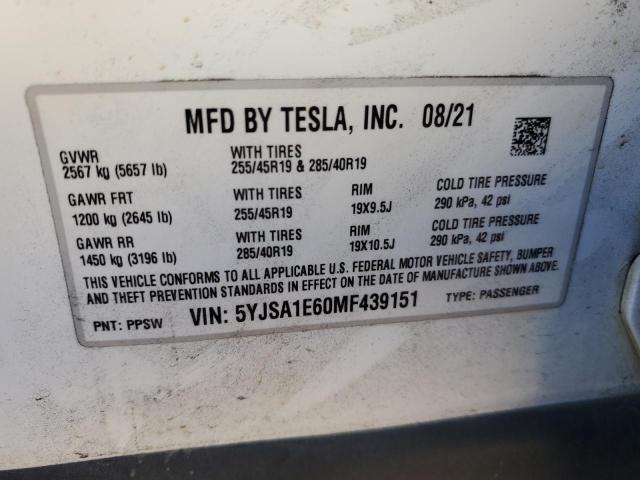 MFD BY TESLA, INC. 08/21
GVWR WITH TIRES
2567 kg (5657 lb) 255/45R19 & 285/40R19
GAWR FRT WITH TIRES RIM COLD TIRE PRESSURE
1200 kg (2645 lb) 255/45R19 19X9.5J 290 kPa, 42 psi
GAWR RR WITH TIRES RIM COLD TIRE PRESSURE
1450 kg (3196 lb) 285/40R19 19X10.5J 290 kPa, 42 psi
THIS VEHICLE CONFORMS TO ALL APPLICABLE U.S. FEDERAL MOTOR VEHICLE SAFETY, BUMPER
AND THEFT PREVENTION STANDARDS IN EFFECT ON THE DATE OF MANUFACTURE SHOWN ABOVE.
PNT: PPSW VIN: 5YJSA1E60MF439151 TYPE: PASSENGER